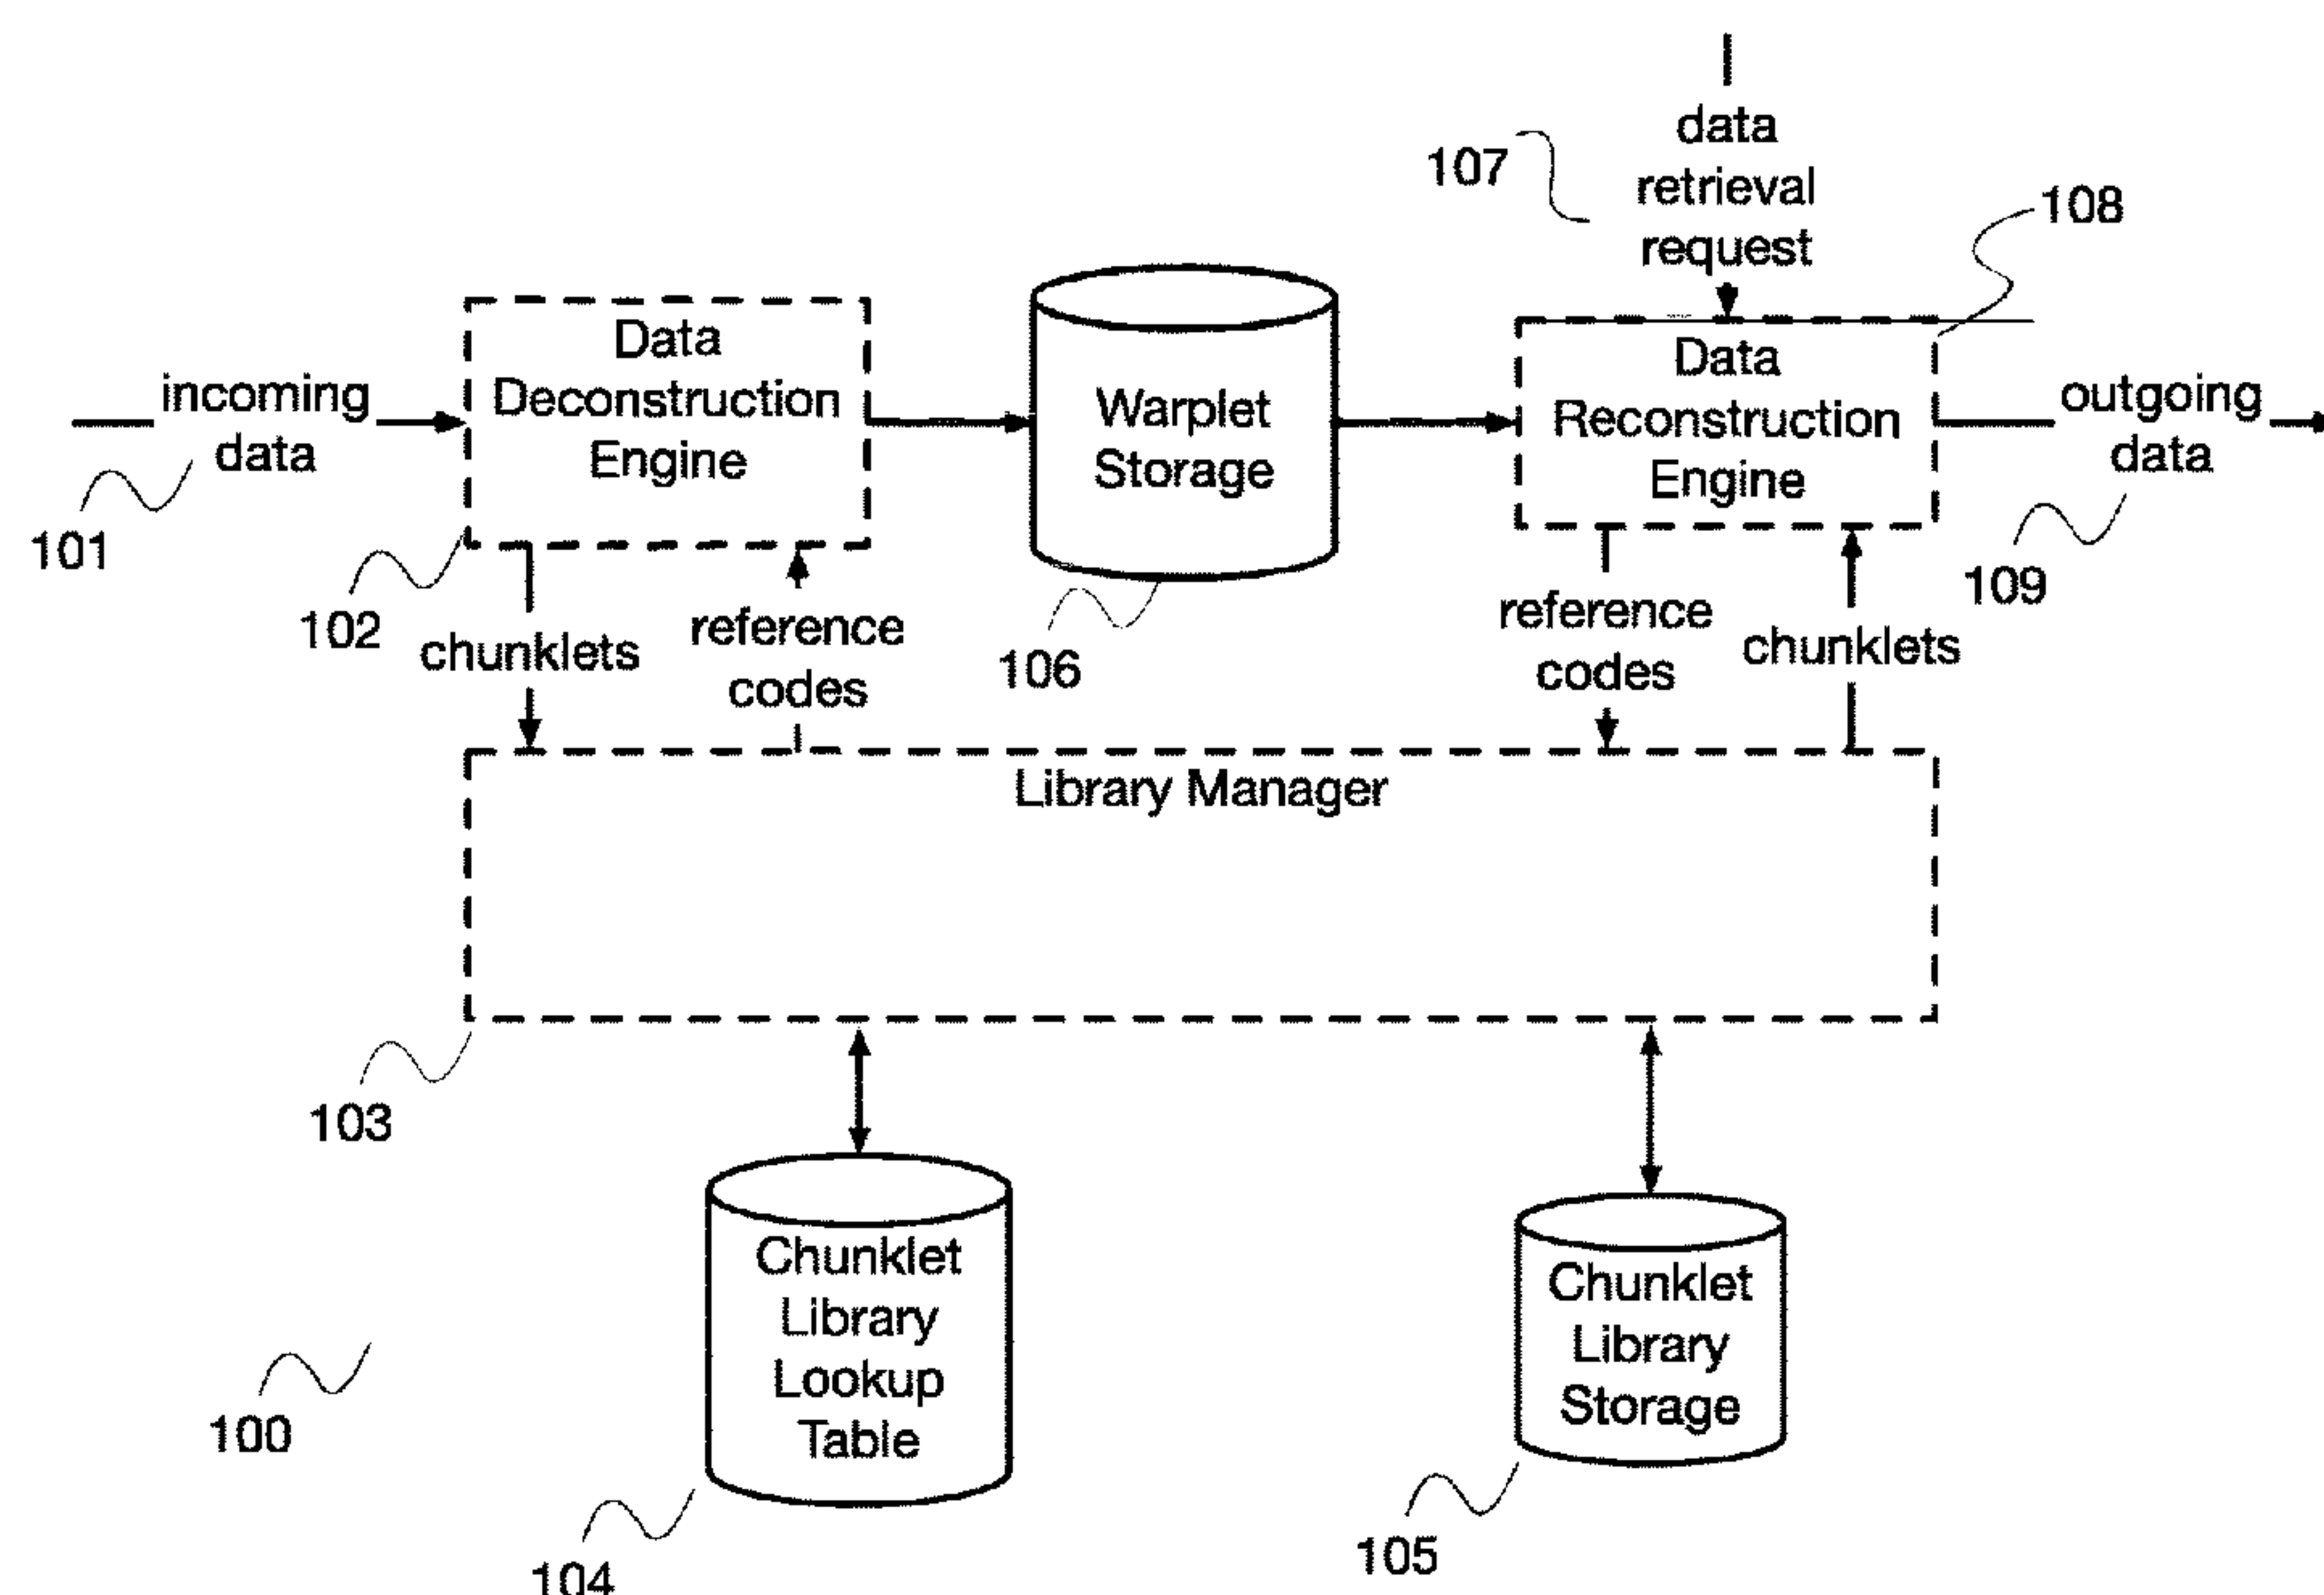 data
retrieval
request
107
108
incoming
data
101
Data
Deconstruction
Engine
102
Warplet
Storage
106
Data
Reconstruction
Engine
outgoing
data
109
chunklets
reference
codes
reference
codes
chunklets
Library Manager
103
Chunklet
Library
Lookup
Table
104
Chunklet
Library
Storage
105
100